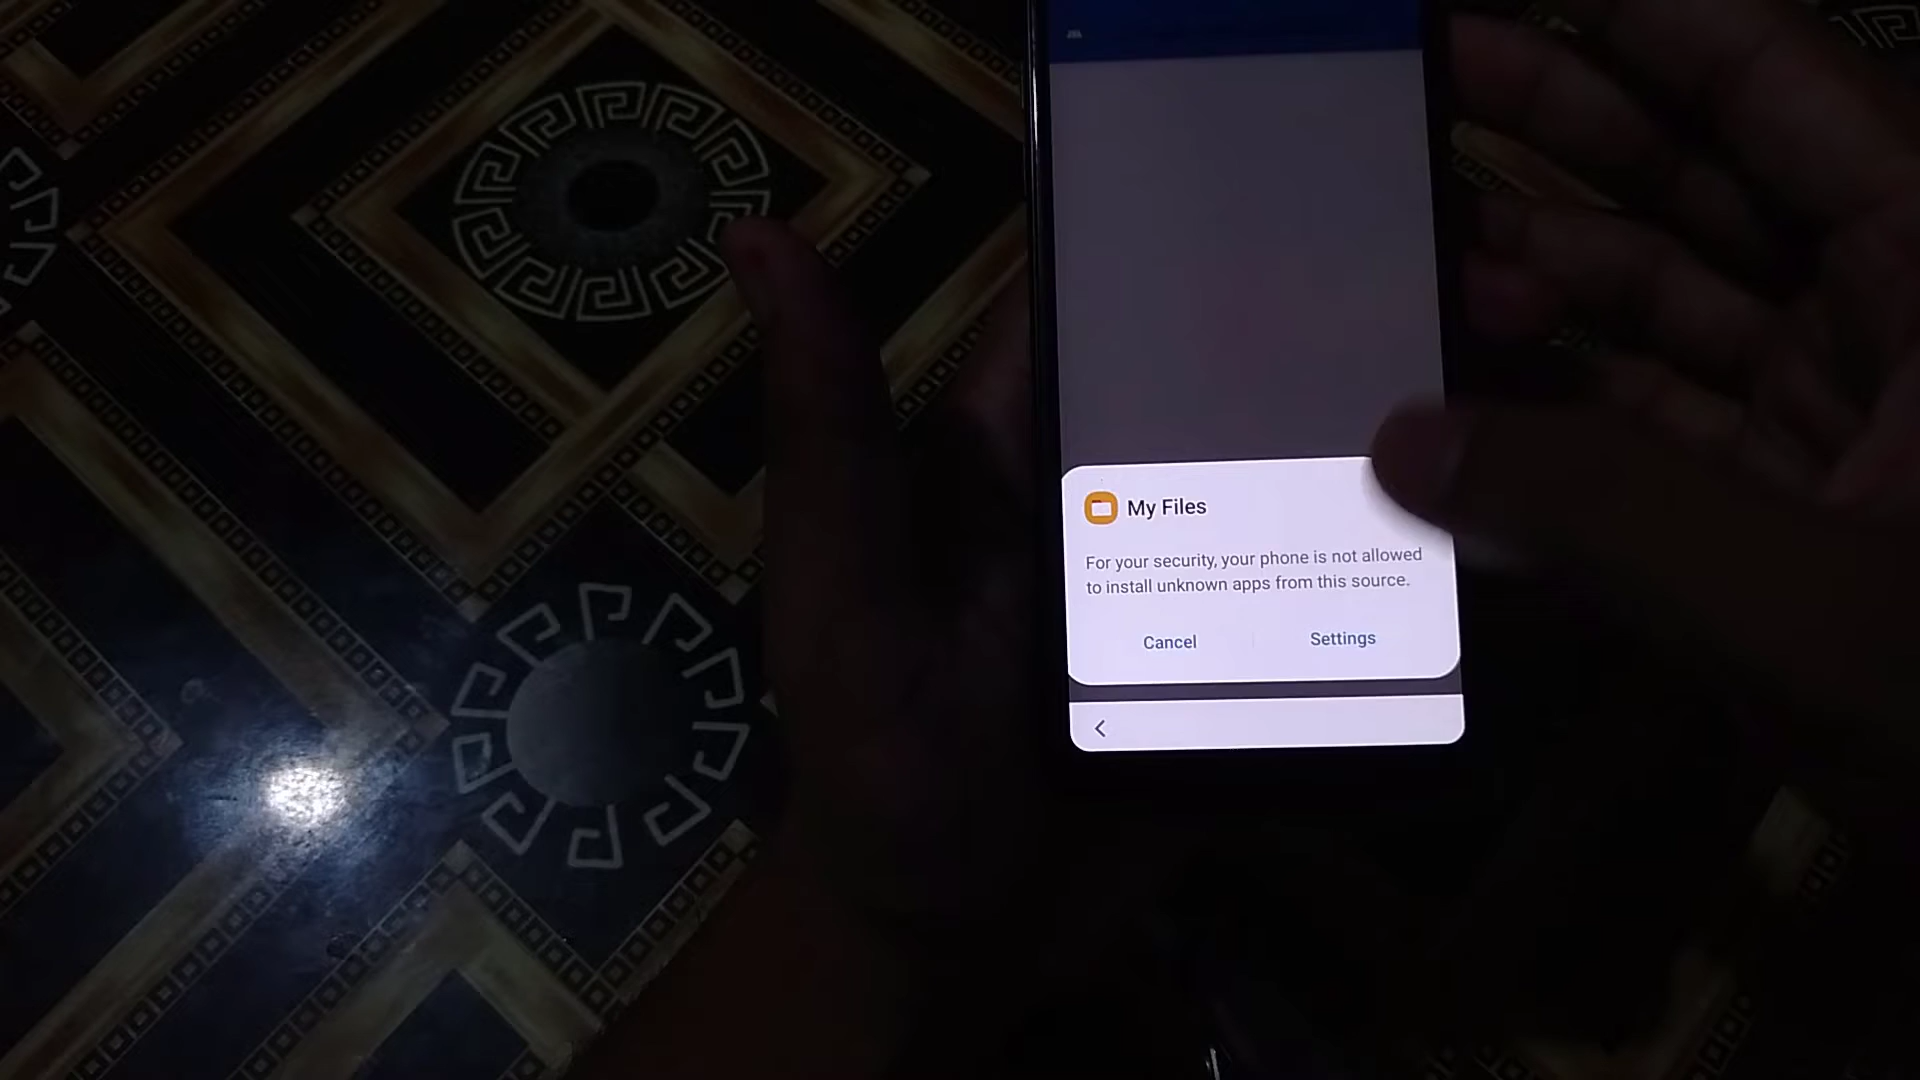 My Files
For your security, your phone is not allowed
to install unknown apps from this source.
Cancel
Settings